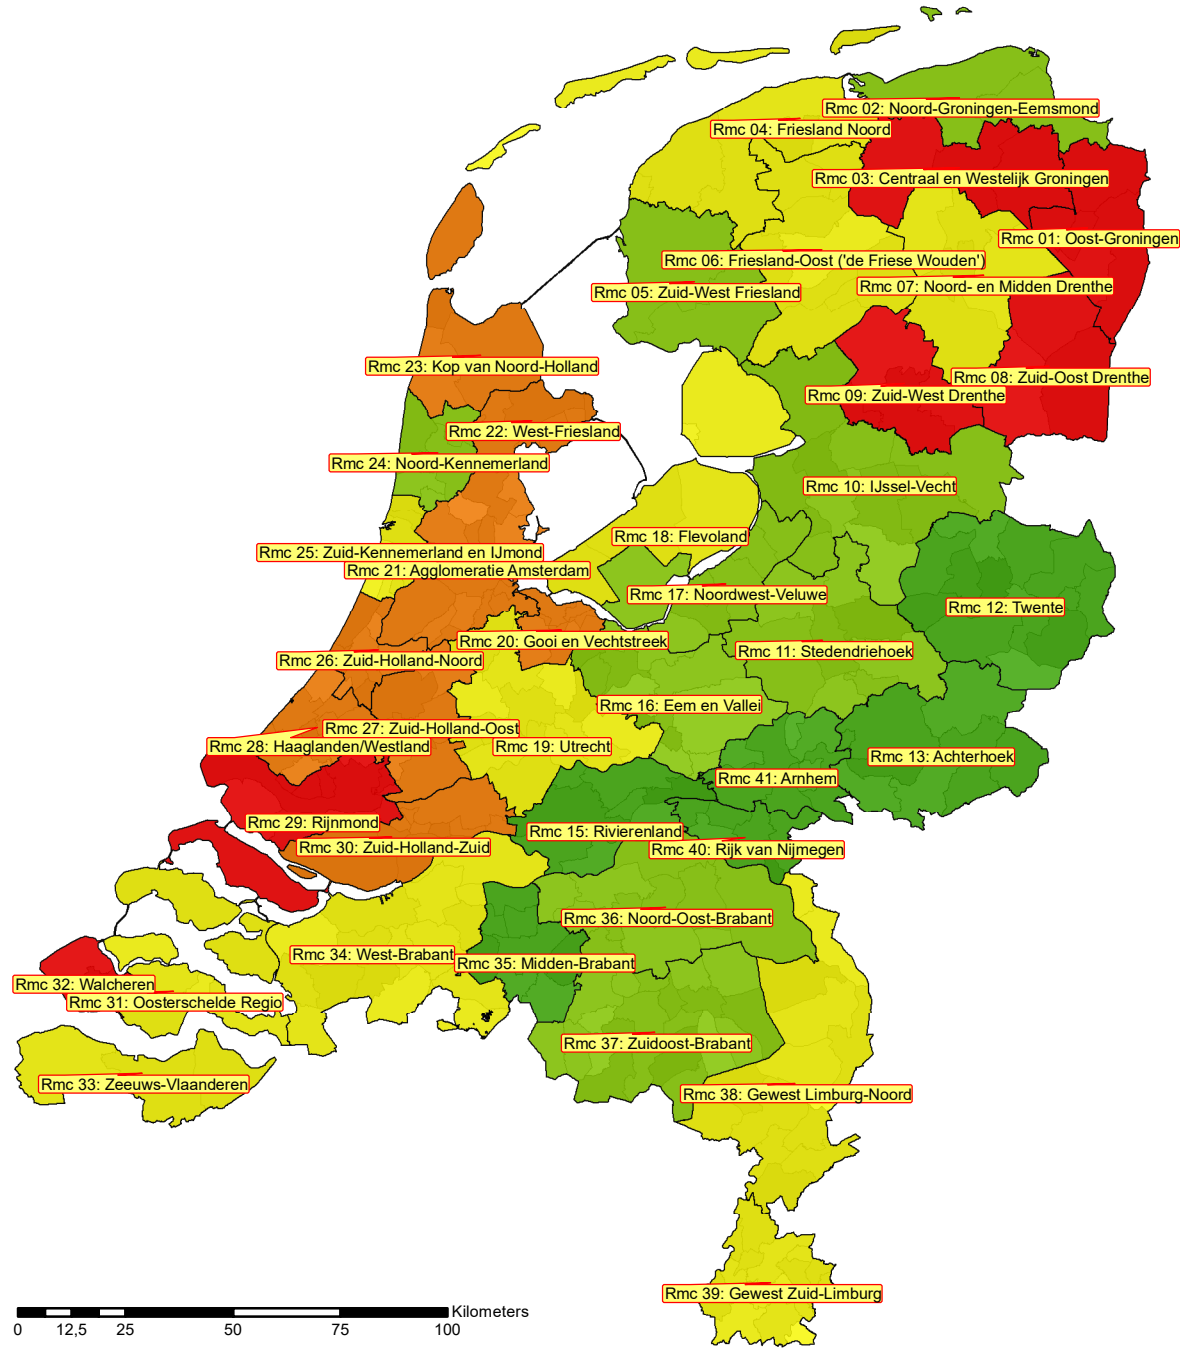 Rmc 02: Noord-Groningen-Eemsmond
Rmc 04: Friesland Noord
Rmc 03: Centraal en Westelijk Groningen
Rmc 01: Oost-Groningen
Rmc 06: Friesland-Oost ('de Friese Wouden')
Rmc 07: Noord- en Midden Drenthe
Rmc 05: Zuid-West Friesland
Rmc 23: Kop van Noord-Holland
Rmc 08: Zuid-Oost Drenthe
Rmc 09: Zuid-West Drenthe
Rmc 22: West-Friesland
Rmc 24: Noord-Kennemerland
Rmc 10: IJssel-Vecht
Rmc 18: Flevoland
Rmc 25: Zuid-Kennemerland en IJmond
Rmc 21: Agglomeratie Amsterdam
Rmc 17: Noordwest-Veluwe
Rmc 12: Twente
Rmc 20: Gooi en Vechtstreek
Rmc 11: Stedendriehoek
Rmc 26: Zuid-Holland-Noord
Rmc 16: Eem en Vallei
Rmc 27: Zuid-Holland-Oost
Rmc 28: Haaglanden/Westland
Rmc 19: Utrecht
Rmc 13: Achterhoek
Rmc 41: Arnhem
Rmc 29: Rijnmond
Rmc 15: Rivierenland
Rmc 30: Zuid-Holland-Zuid
Rmc 40: Rijk van Nijmegen
Rmc 36: Noord-Oost-Brabant
Rmc 34: West-Brabant
Rmc 35: Midden-Brabant
Rmc 32: Walcheren
Rmc 31: Oosterschelde Regio
Rmc 37: Zuidoost-Brabant
Rmc 33: Zeeuws-Vlaanderen
Rmc 38: Gewest Limburg-Noord
Rmc 39: Gewest Zuid-Limburg
Kilometers
0 12,5 25 50 75 100